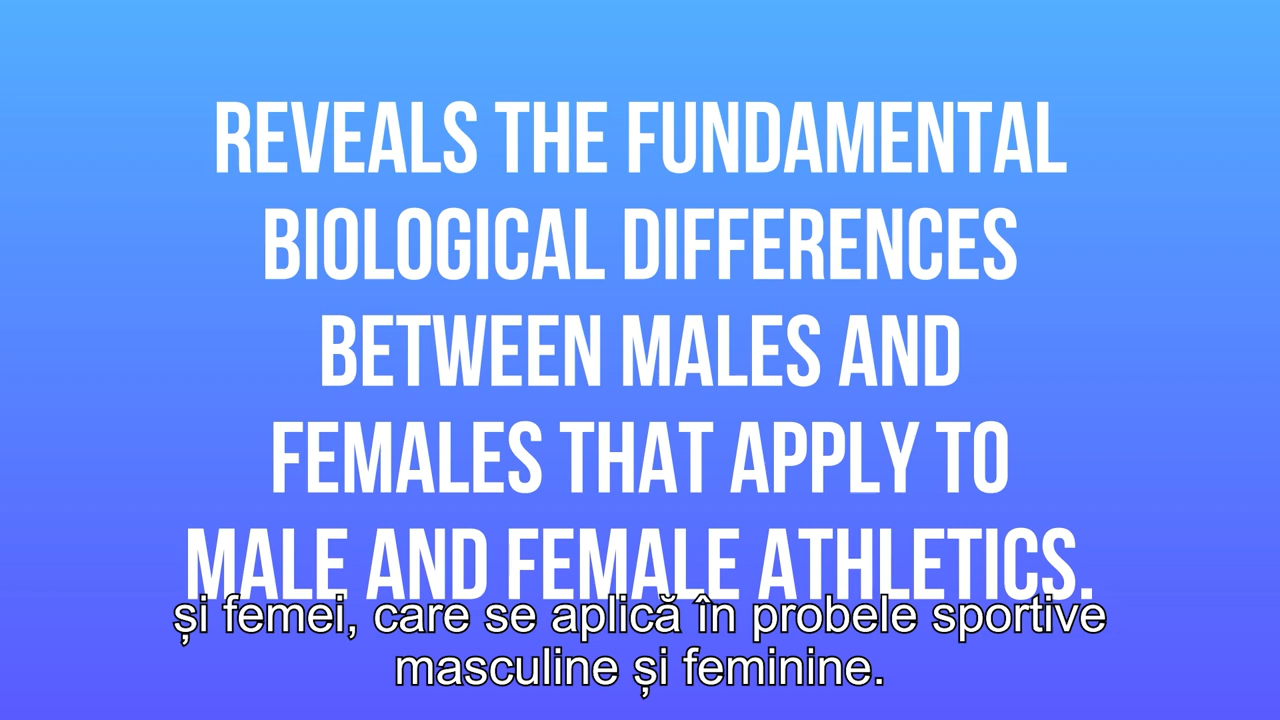 REVEALS THE FUNDAMENTAL
BIOLOGICAL DIFFERENCES
BETWEEN MALES AND
FEMALES THAT APPLY TO
MALE AND FEMALE ATHLETICS.
și femei, care se aplică în probele sportive
masculine și feminine.